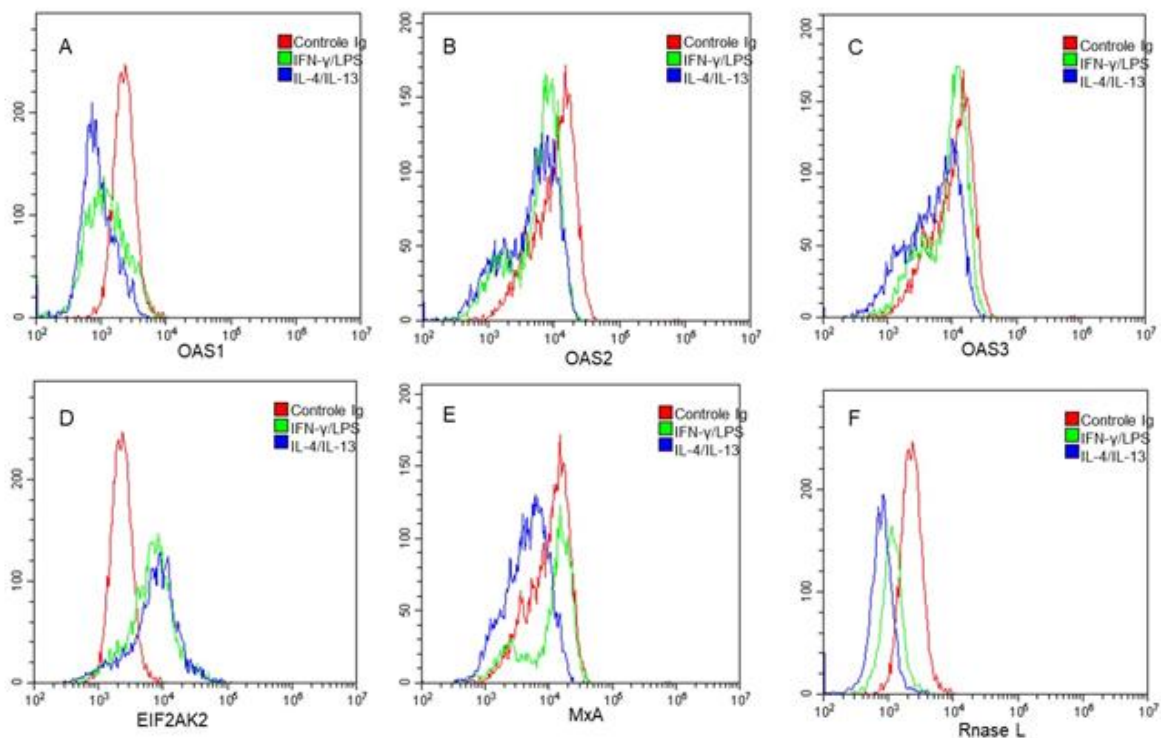 A
Controle Ig
IFN-γ/LPS
IL-4/IL-13
0 100 200
10² 10³ 10⁴ 10⁵ 10⁶ 10⁷
OAS1
B
Controle Ig
IFN-γ/LPS
IL-4/IL-13
0 50 100 150 200
10² 10³ 10⁴ 10⁵ 10⁶ 10⁷
OAS2
C
Controle Ig
IFN-γ/LPS
IL-4/IL-13
0 50 100 150 200
10² 10³ 10⁴ 10⁵ 10⁶ 10⁷
OAS3
D
Controle Ig
IFN-γ/LPS
IL-4/IL-13
0 100 200
10² 10³ 10⁴ 10⁵ 10⁶ 10⁷
EIF2AK2
E
Controle Ig
IFN-γ/LPS
IL-4/IL-13
0 50 100 150 200
10² 10³ 10⁴ 10⁵ 10⁶ 10⁷
MxA
F
Controle Ig
IFN-γ/LPS
IL-4/IL-13
0 100 200
10² 10³ 10⁴ 10⁵ 10⁶ 10⁷
Rnase L